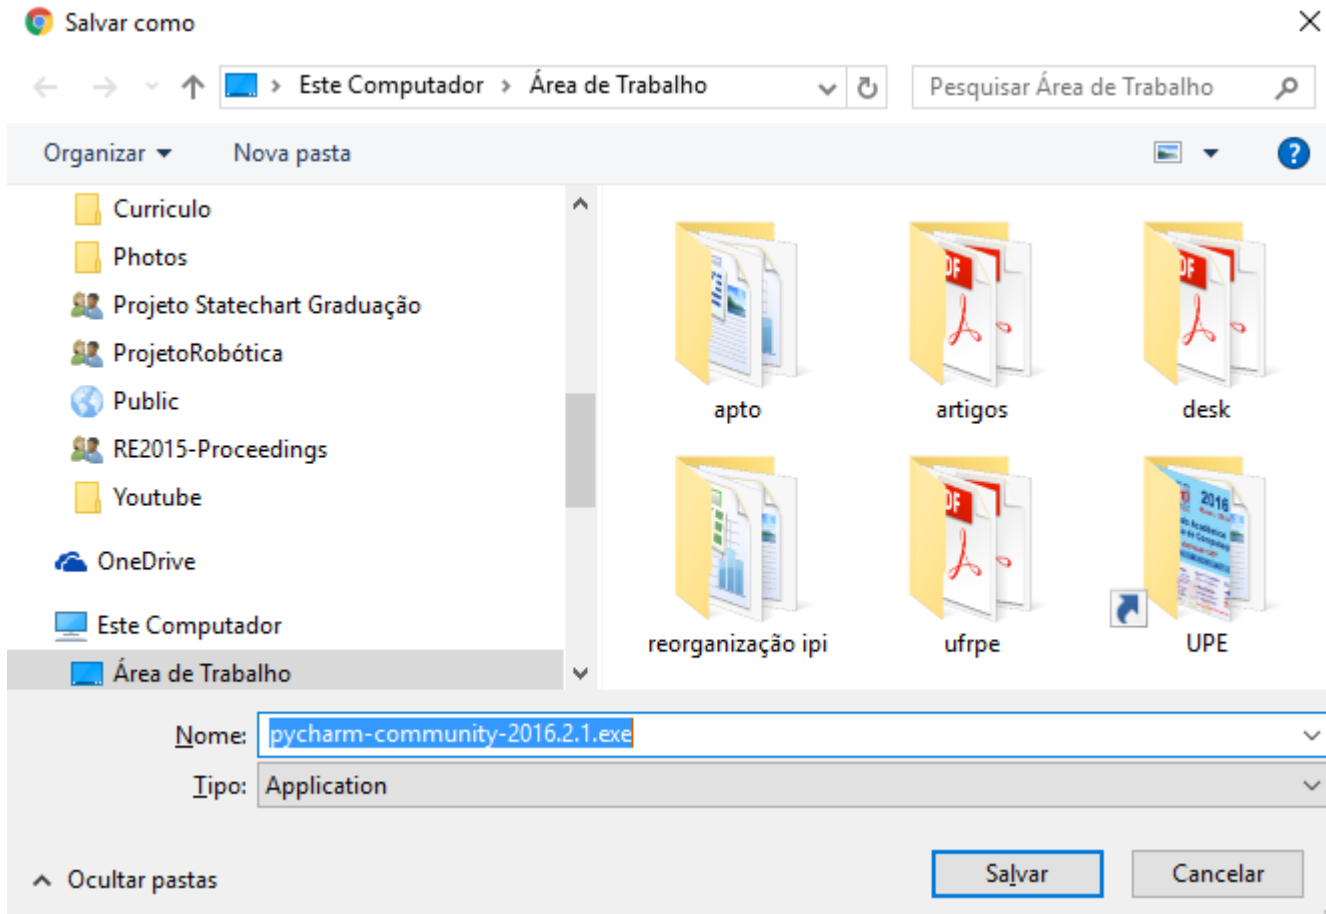 Salvar como
Este Computador > Área de Trabalho
Pesquisar Área de Trabalho
Organizar
Nova pasta
?
Curriculo
Photos
Projeto Statechart Graduação
ProjetoRobótica
Public
RE2015-Proceedings
Youtube
OneDrive
Este Computador
Área de Trabalho
apto
artigos
desk
reorganização ipi
ufrpe
UPE
2016
Nome: pycharm-community-2016.2.1.exe
Tipo: Application
Ocultar pastas
Salvar
Cancelar